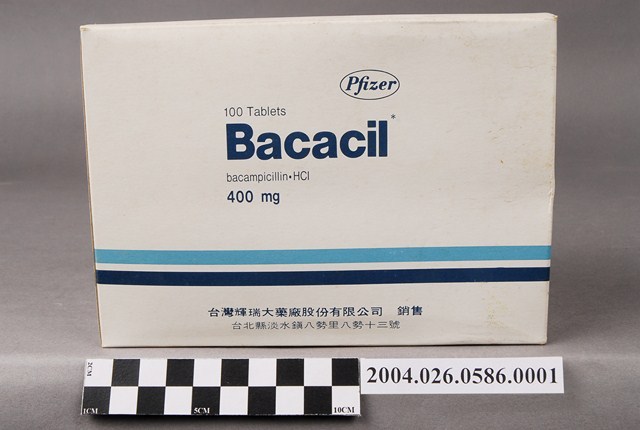 Pfizer
100 Tablets
Bacacil*
bacampicillin•HCl
400 mg
台灣輝瑞大藥廠股份有限公司 銷售
台北縣淡水鎮八勢里八勢十三號
2CM
1CM 5CM 10CM
2004.026.0586.0001